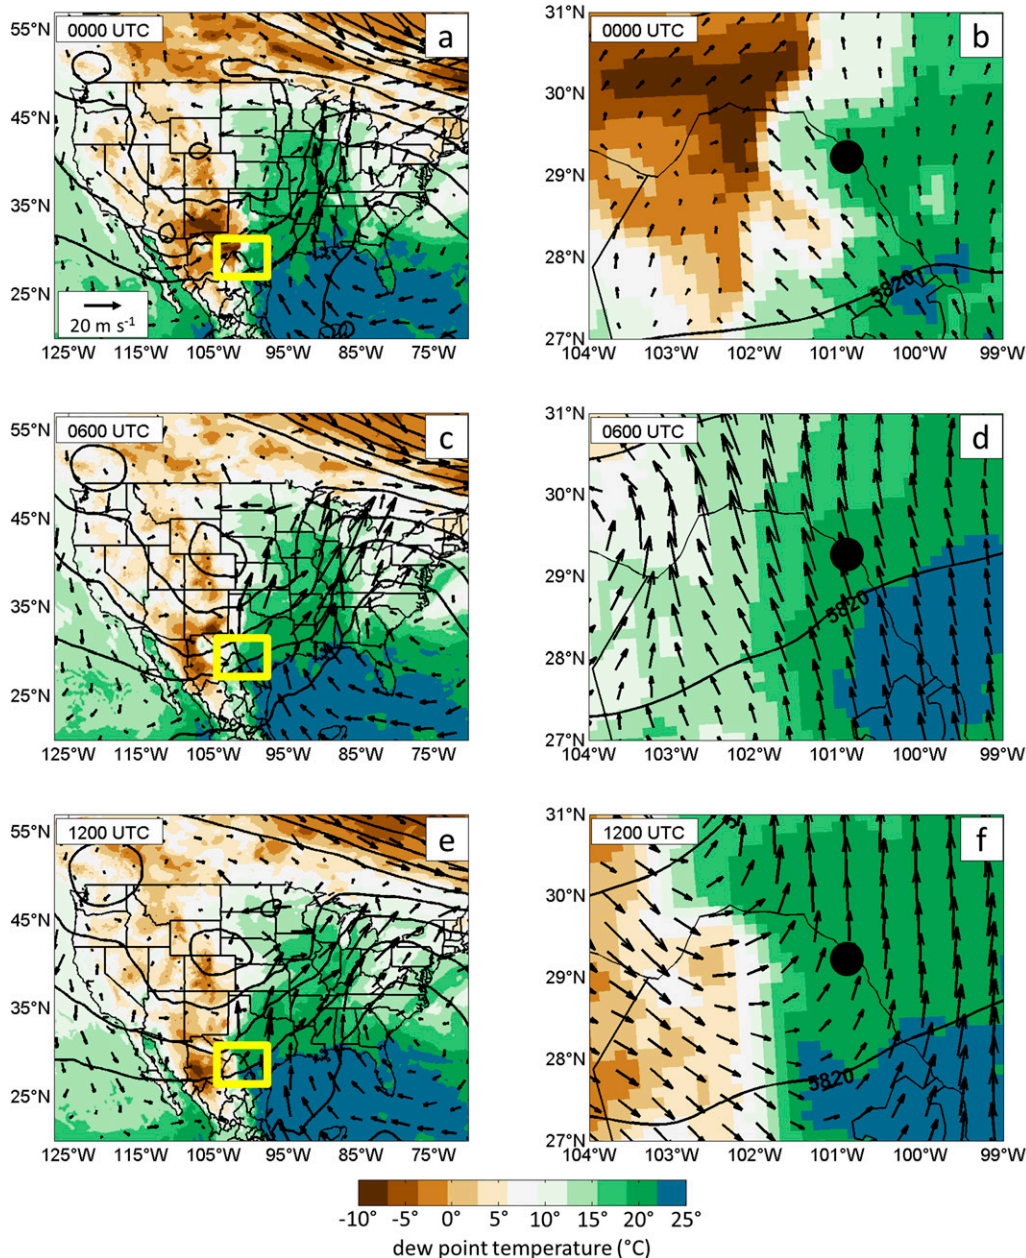 0000 UTC
a
55°N
45°N
35°N
25°N
20 m s-1
125°W 115°W 105°W 95°W 85°W 75°W
0000 UTC
b
31°N
30°N
29°N
28°N
27°N
5820
104°W 103°W 102°W 101°W 100°W 99°W
0600 UTC
c
55°N
45°N
35°N
25°N
125°W 115°W 105°W 95°W 85°W 75°W
0600 UTC
d
31°N
30°N
29°N
28°N
27°N
5820
104°W 103°W 102°W 101°W 100°W 99°W
1200 UTC
e
55°N
45°N
35°N
25°N
125°W 115°W 105°W 95°W 85°W 75°W
1200 UTC
f
31°N
30°N
29°N
28°N
27°N
5820
104°W 103°W 102°W 101°W 100°W 99°W
-10° -5° 0° 5° 10° 15° 20° 25°
dew point temperature (°C)